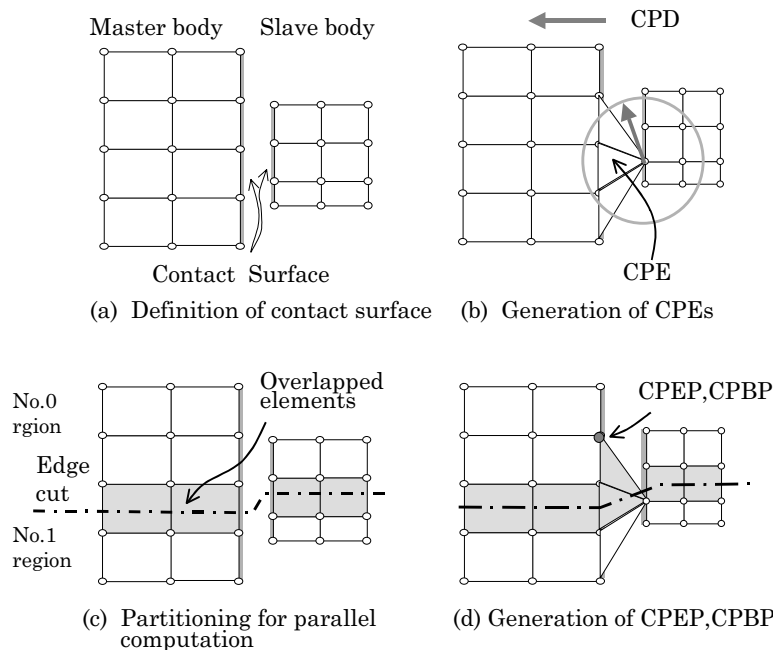 Master body
Slave body
CPD
Contact Surface
CPE
(a) Definition of contact surface
(b) Generation of CPEs
No.0
rgion
Edge
cut
No.1
region
Overlapped
elements
CPEP,CPBP
(c) Partitioning for parallel
computation
(d) Generation of CPEP,CPBP